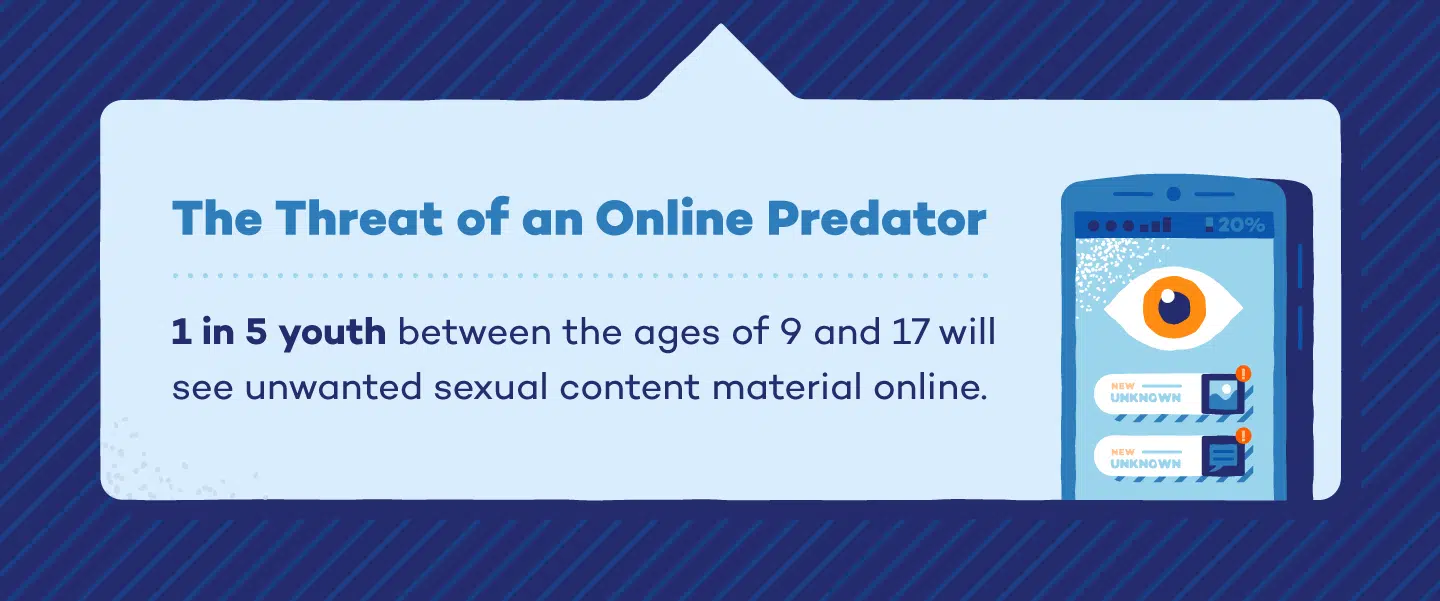 The Threat of an Online Predator
1 in 5 youth between the ages of 9 and 17 will
see unwanted sexual content material online.
20%
NEW
UNKNOWN
!
NEW
UNKNOWN
!